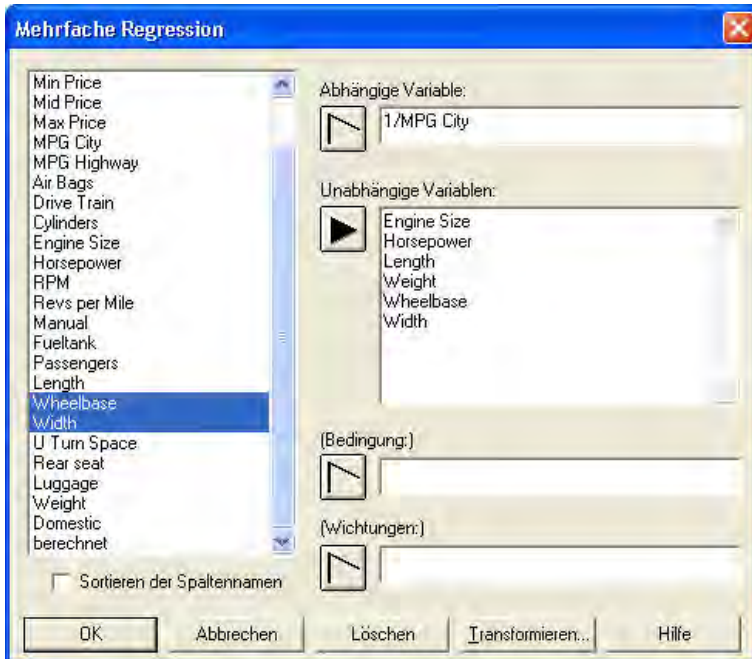 Mehrfache Regression
Min Price
Mid Price
Max Price
MPG City
MPG Highway
Air Bags
Drive Train
Cylinders
Engine Size
Horsepower
RPM
Revs per Mile
Manual
Fueltank
Passengers
Length
Wheelbase
Width
U Turn Space
Rear seat
Luggage
Weight
Domestic
berechnet
Sortieren der Spaltennamen
Abhängige Variable:
1/MPG City
Unabhängige Variablen:
Engine Size
Horsepower
Length
Weight
Wheelbase
Width
(Bedingung:)
(Wichtungen:)
OK Abbrechen Löschen Transformieren... Hilfe